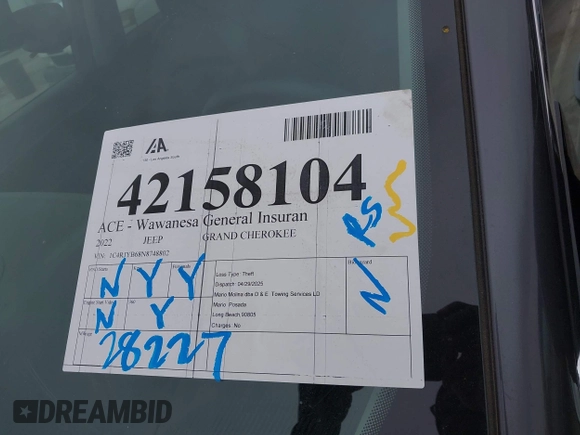 IAA
42158104
ACE - Wawanesa General Insuran
2022 JEEP GRAND CHEROKEE
RS
N Y Y
Loss Type: Theft
Dispatch: 04/29/2025
N Y
Mario Molina dba O & E Towing Services LD
Mario Posada
Long Beach 90805
Charges: No
N
28227
DREAMBID